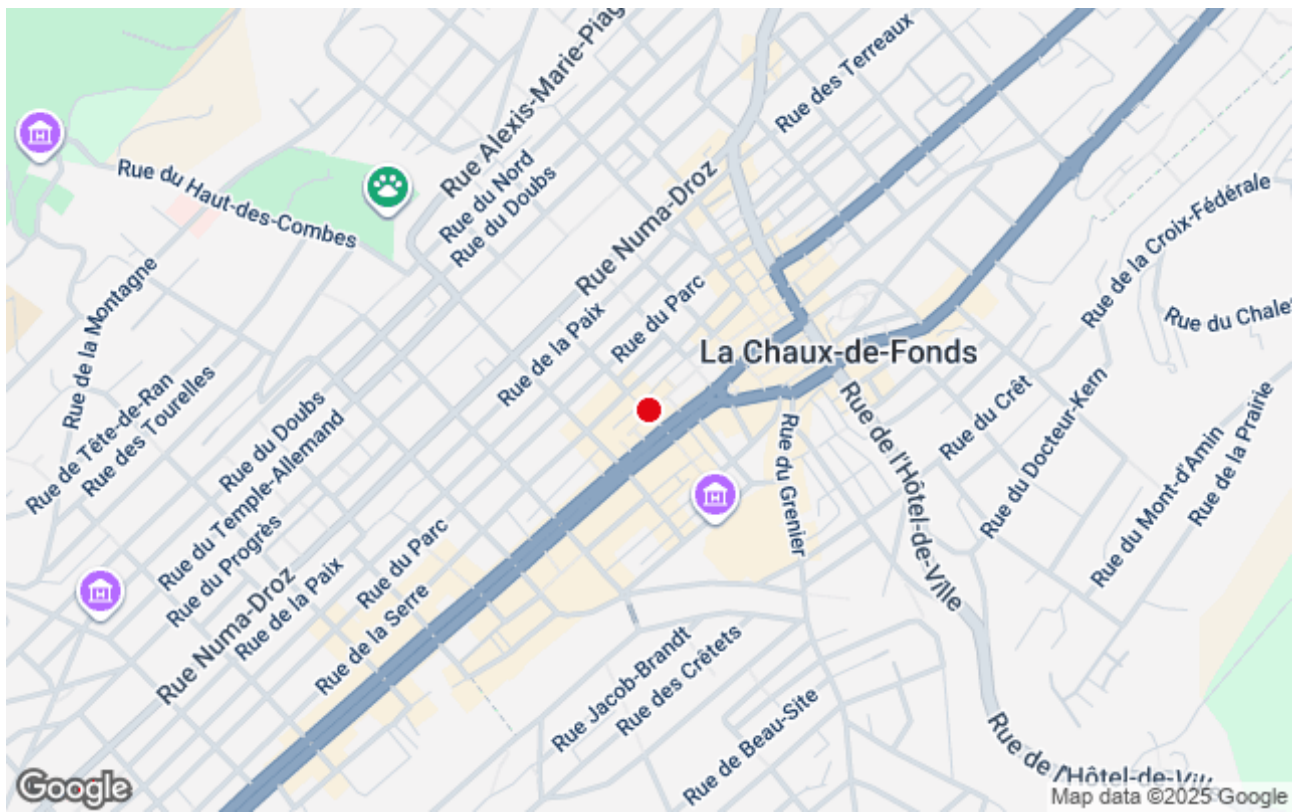 Rue Alexis-Marie-Piag
Rue des Terreaux
Rue du Haut-des-Combes
Rue du Nord
Rue du Doubs
Rue Numa-Droz
Rue de la Croix-Fédérale
Rue de la Montagne
Rue du Parc
Rue de la Paix
Rue du Chale
La Chaux-de-Fonds
Rue de Tête-de-Ran
Rue des Tourelles
Rue du Doubs
Rue du Temple-Allemand
Rue du Progrès
Rue du Crêt
Rue du Docteur-Kern
Rue de l'Hôtel-de-Ville
Rue du Grenier
Rue du Mont-d'Amin
Rue de la Prairie
Rue du Parc
Rue de la Paix
Rue de la Serre
Rue Numa-Droz
Rue Jacob-Brandt
Rue des Crêtets
Rue de Beau-Site
Rue de l'Hôtel-de-Vill
Google
Map data ©2025 Google